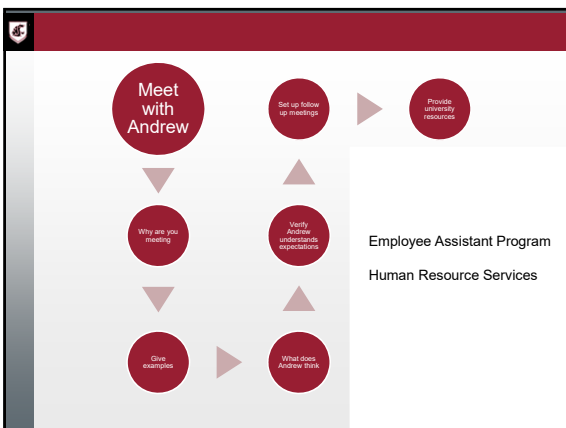 Meet
with
Andrew
Why are you
meeting
Give
examples
What does
Andrew think
Verify
Andrew
understands
expectations
Set up follow
up meetings
Provide
university
resources
Employee Assistant Program
Human Resource Services